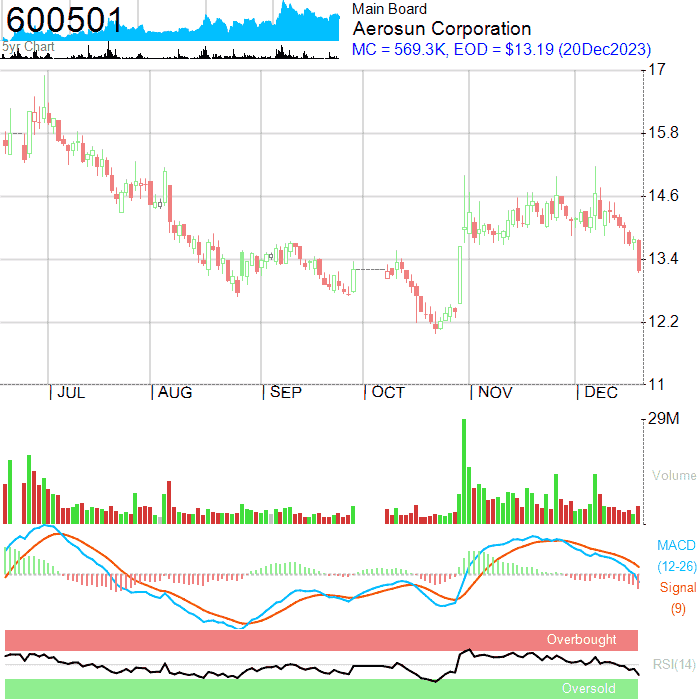 600501
5yr Chart
Main Board
Aerosun Corporation
MC = 569.3K, EOD = $13.19 (20Dec2023)
17
15.8
14.6
13.4
12.2
11
JUL AUG SEP OCT NOV DEC
29M
Volume
MACD
(12-26)
Signal
(9)
Overbought
RSI(14)
Oversold